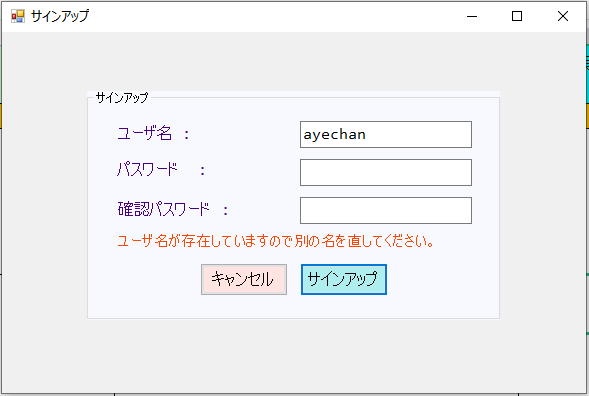 サインアップ
サインアップ
ユーザ名 : ayechan
パスワード :
確認パスワード :
ユーザ名が存在していますので別の名を直してください。
キャンセル サインアップ